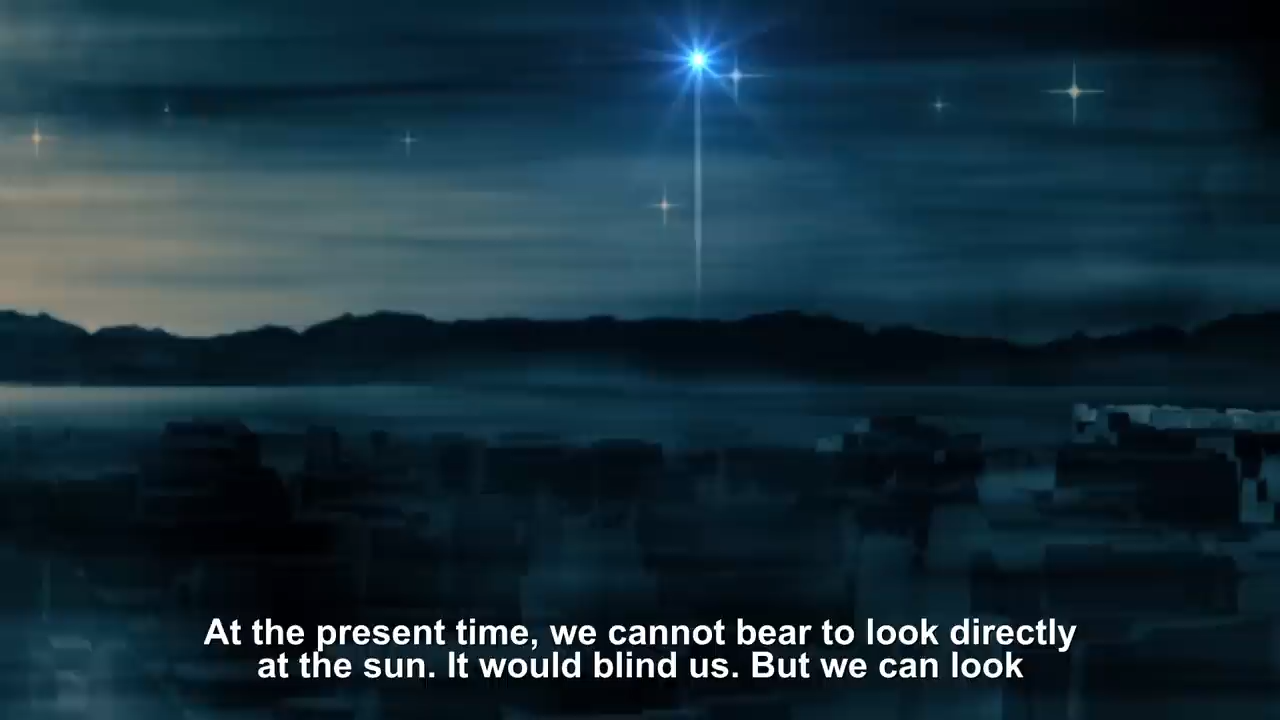 At the present time, we cannot bear to look directly
at the sun. It would blind us. But we can look